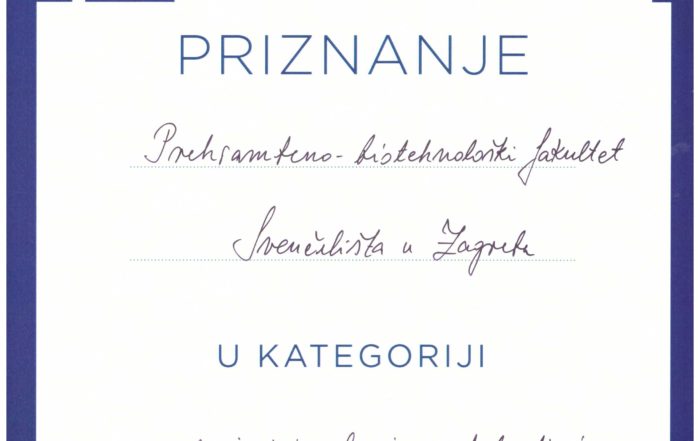 PRIZNANJE
Prehrambeno-biotehnološki fakultet
Sveučilišta u Zagrebu
U KATEGORIJI